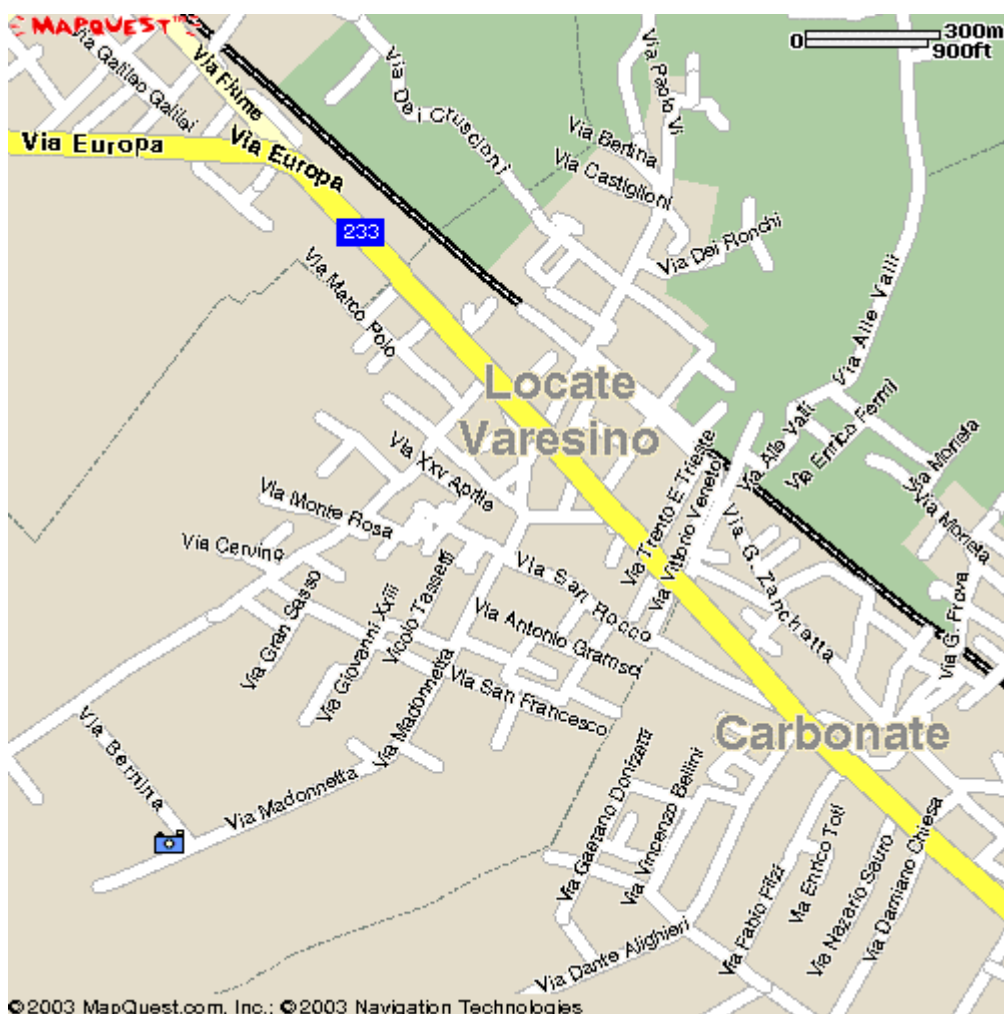 MAPQUEST
0 300m
900ft
Via Galileo Galilei
Via Fiume
Via Dei Cruscioni
Via Paolo Vi
Via Europa
Via Europa
Via Bertina
Via Castiglioni
233
Via Dei Ronchi
Via Marco Polo
Via Alle Valli
Locate
Varesino
Via Xxv Aprile
Via Trento E Trieste
Via Vittorio Veneto
Via Alle Valli
Via Enrico Fermi
Via Morieta
Via Morieta
Via Monte Rosa
Via Cervino
Via Gran Sasso
Via Giovanni Xxiii
Vicolo Tassetti
Via San Rocco
Via Antonio Gramsci
Via G. Zanchetta
Via G. Frova
Via Madonnetta
Via San Francesco
Carbonate
Via Bernina
Via Madonnetta
Via Gaetano Donizetti
Via Vincenzo Bellini
Via Fabio Filzi
Via Enrico Toti
Via Nazario Sauro
Via Damiano Chiesa
Via Dante Alighieri
©2003 MapQuest.com, Inc.; ©2003 Navigation Technologies